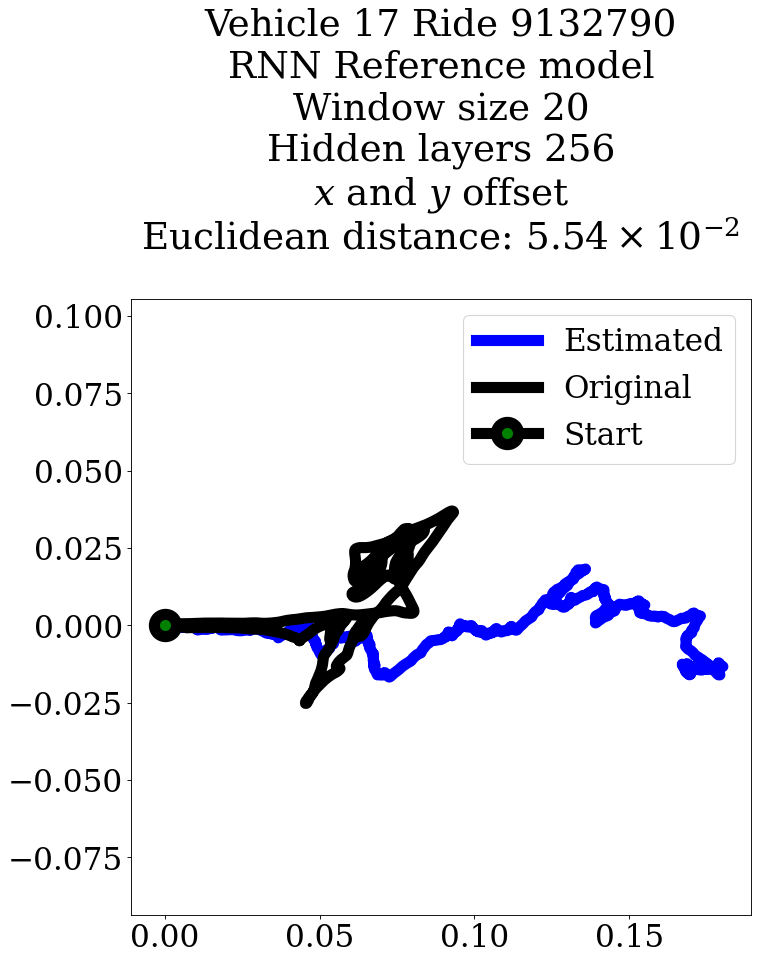 Vehicle 17 Ride 9132790
RNN Reference model
Window size 20
Hidden layers 256
x and y offset
Euclidean distance: 5.54 × 10⁻²
Estimated
Original
Start
0.100
0.075
0.050
0.025
0.000
−0.025
−0.050
−0.075
0.00 0.05 0.10 0.15